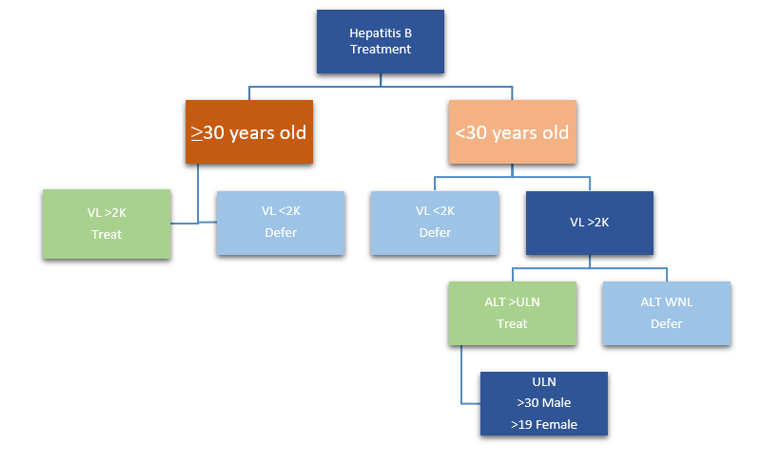 Hepatitis B
Treatment
≥30 years old
<30 years old
VL >2K
Treat
VL <2K
Defer
VL <2K
Defer
VL >2K
ALT >ULN
Treat
ALT WNL
Defer
ULN
>30 Male
>19 Female